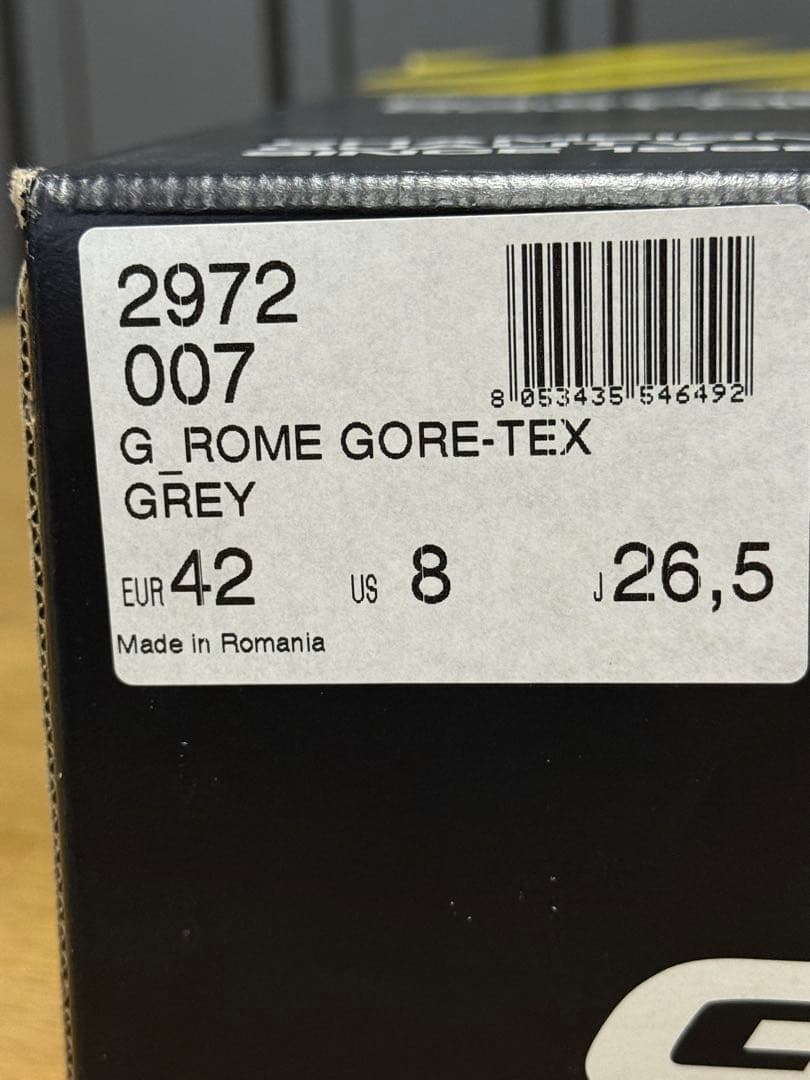 2972
007
8 053435 546492
G_ROME GORE-TEX
GREY
EUR 42 US 8 J 26,5
Made in Romania